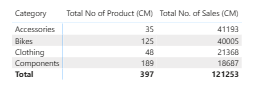 Category Total No of Product (CM) Total No. of Sales (CM)
Accessories 35 41193
Bikes 125 40005
Clothing 48 21368
Components 189 18687
Total 397 121253